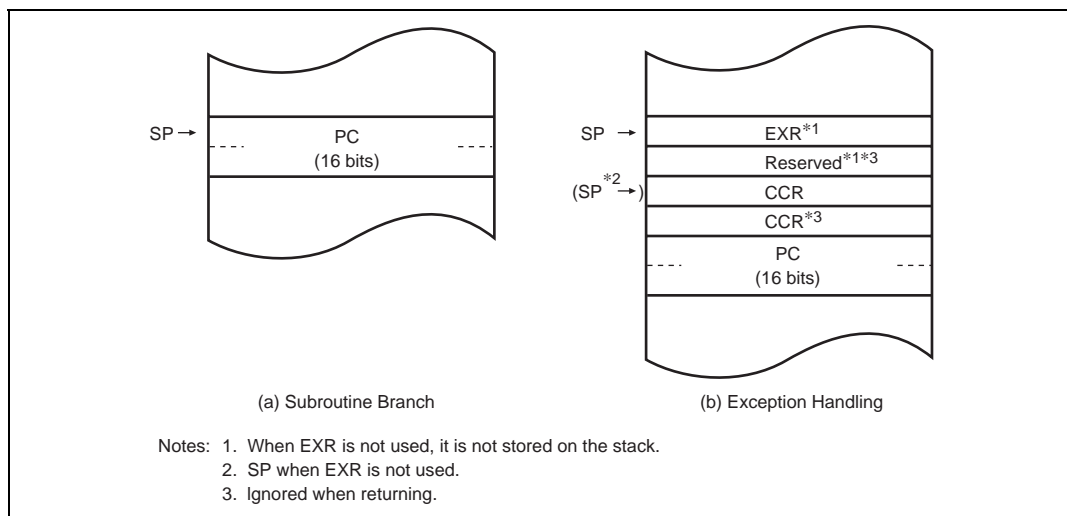 SP →
PC
(16 bits)
(a) Subroutine Branch
SP →
EXR*1
Reserved*1*3
(SP*2 →)
CCR
CCR*3
PC
(16 bits)
(b) Exception Handling
Notes: 1. When EXR is not used, it is not stored on the stack.
2. SP when EXR is not used.
3. Ignored when returning.